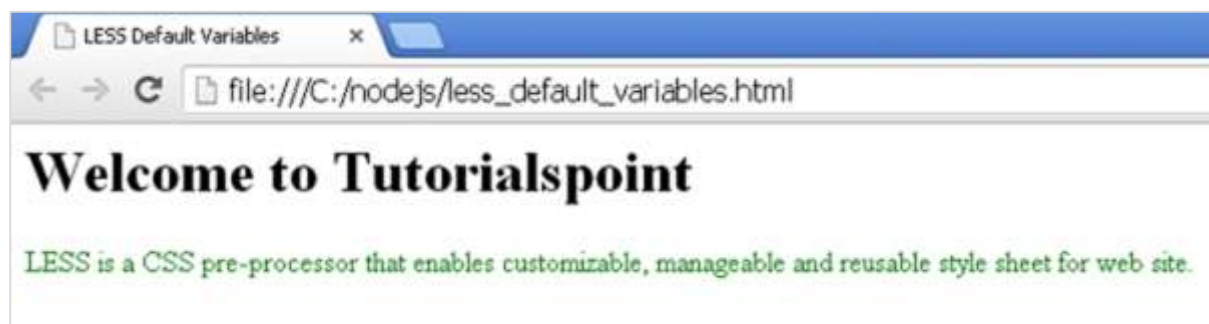 LESS Default Variables
file:///C:/nodejs/less_default_variables.html
Welcome to Tutorialspoint
LESS is a CSS pre-processor that enables customizable, manageable and reusable style sheet for web site.